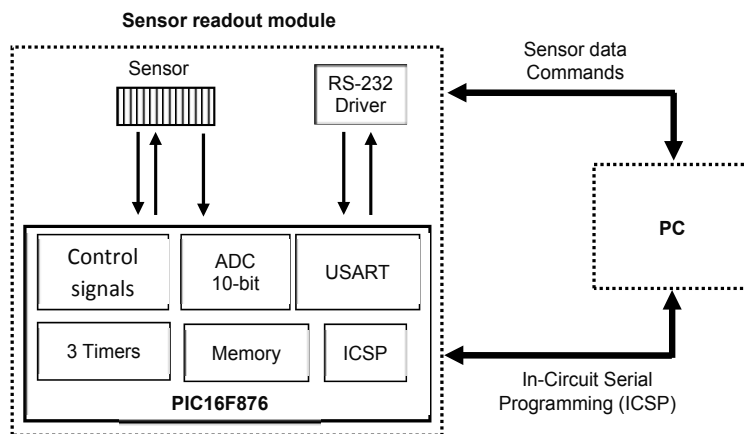 Sensor readout module
Sensor
RS-232
Driver
Control
signals
ADC
10-bit
USART
3 Timers
Memory
ICSP
PIC16F876
Sensor data
Commands
PC
In-Circuit Serial
Programming (ICSP)